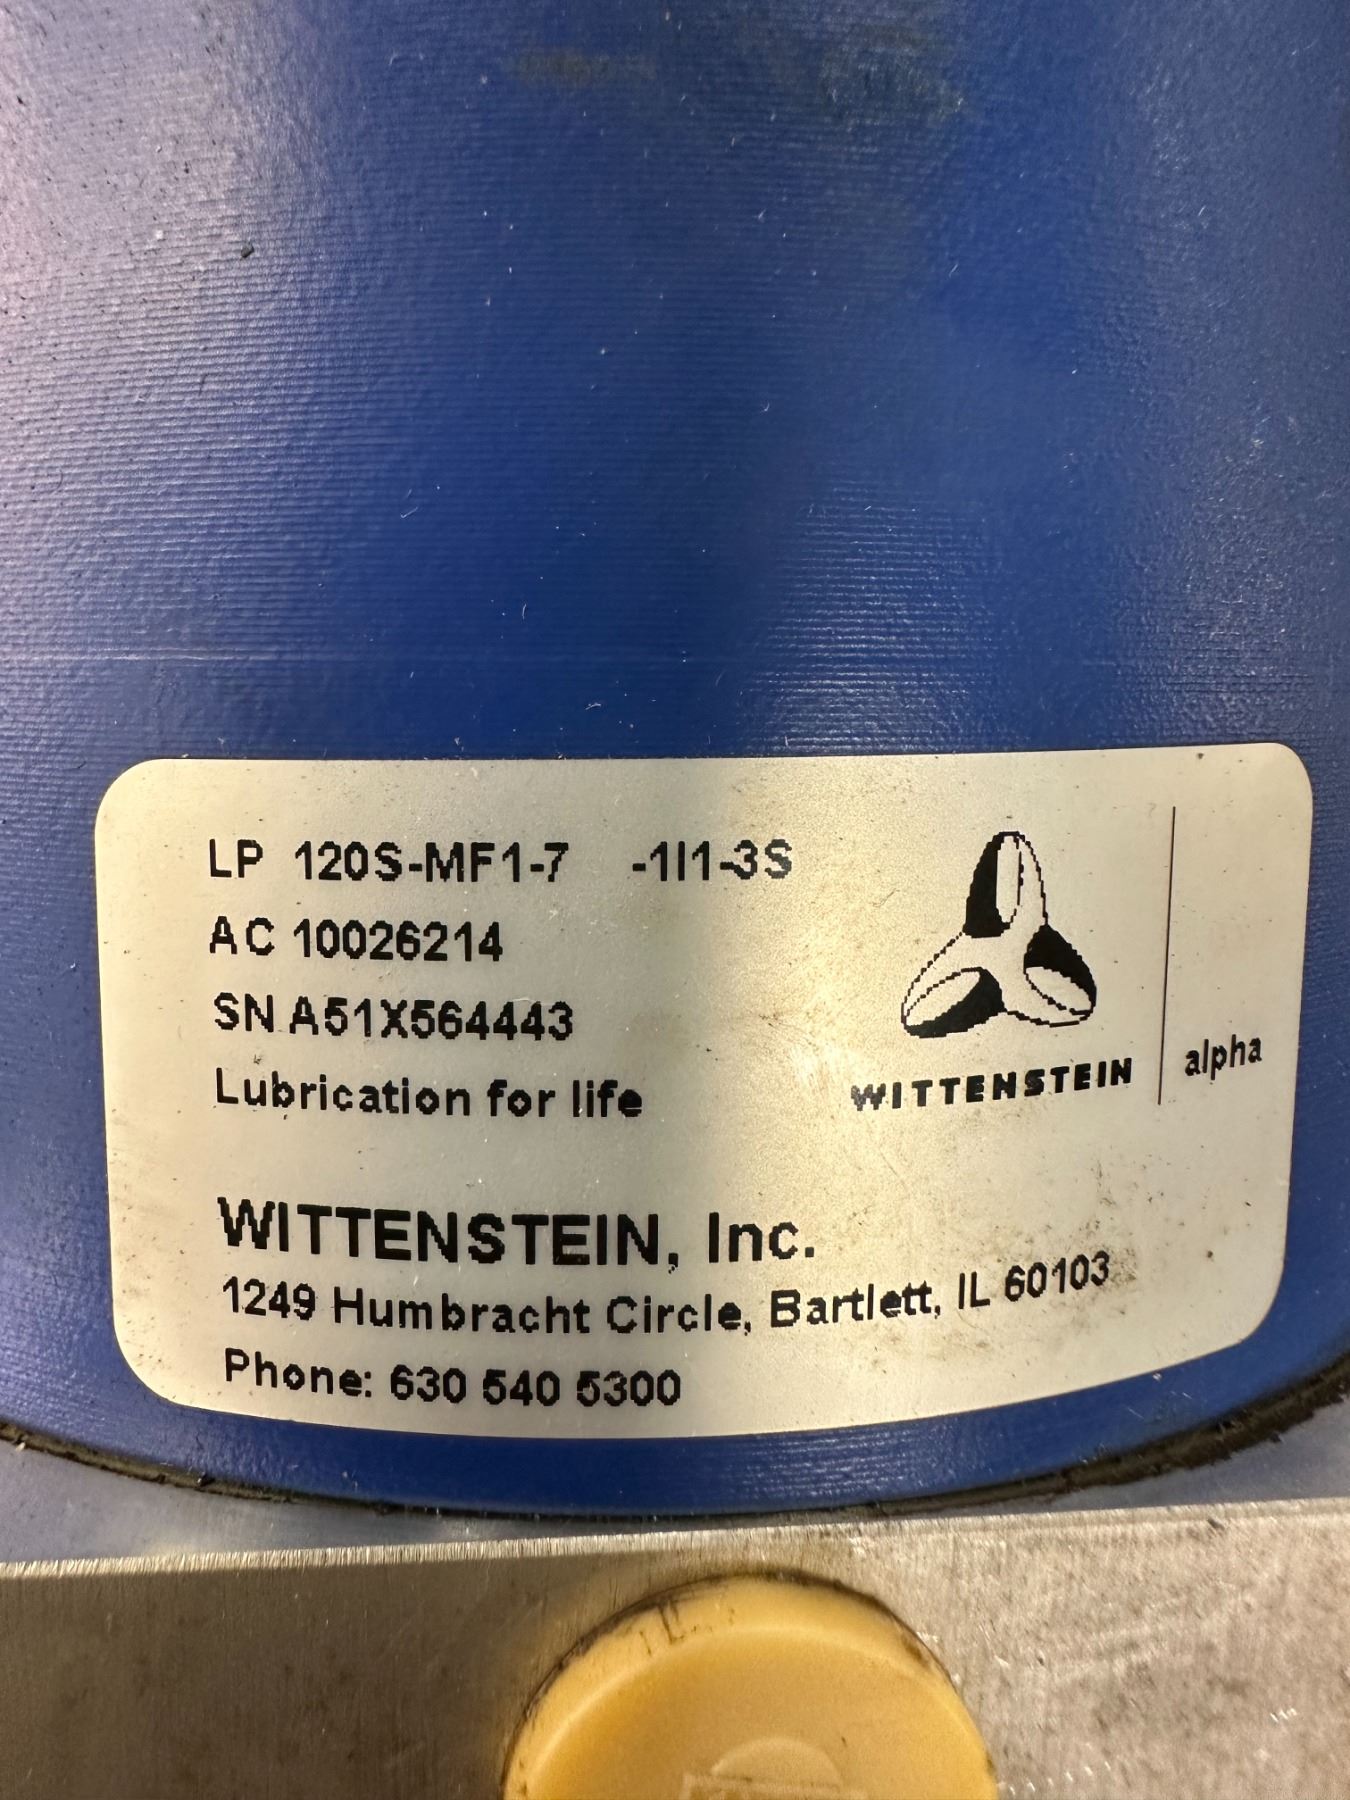 LP 120S-MF1-7 -1I1-3S
AC 10026214
SN A51X564443
Lubrication for life
WITTENSTEIN
alpha
WITTENSTEIN, Inc.
1249 Humbracht Circle, Bartlett, IL 60103
Phone: 630 540 5300